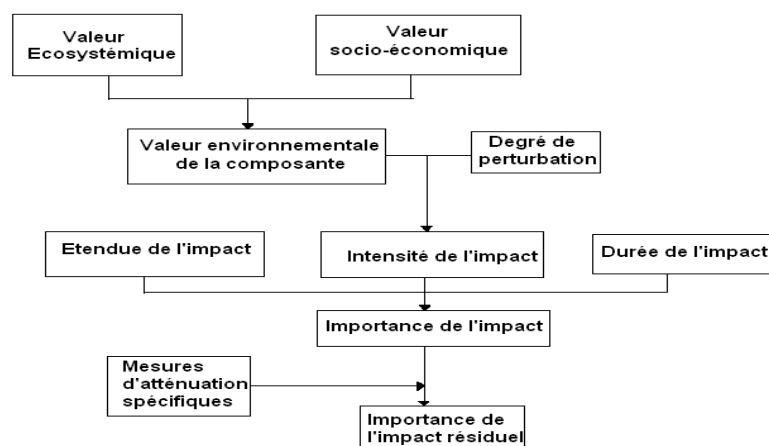 Valeur
Ecosystémique
Valeur
socio-économique
Valeur environnementale
de la composante
Degré de
perturbation
Etendue de l'impact
Intensité de l'impact
Durée de l'impact
Importance de l'impact
Mesures
d'atténuation
spécifiques
Importance de
l'impact résiduel